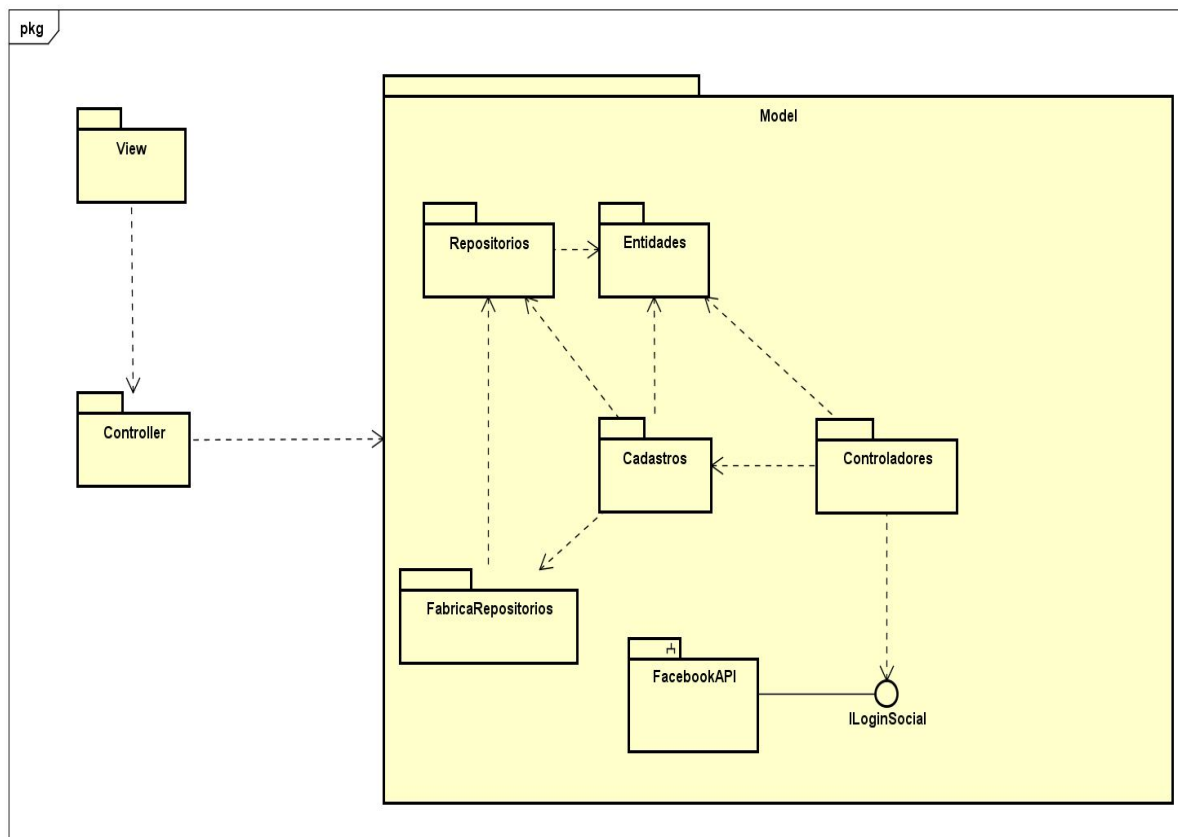 pkg
Model
View
Repositorios
Entidades
Controller
Cadastros
Controladores
FabricaRepositorios
FacebookAPI
ILoginSocial